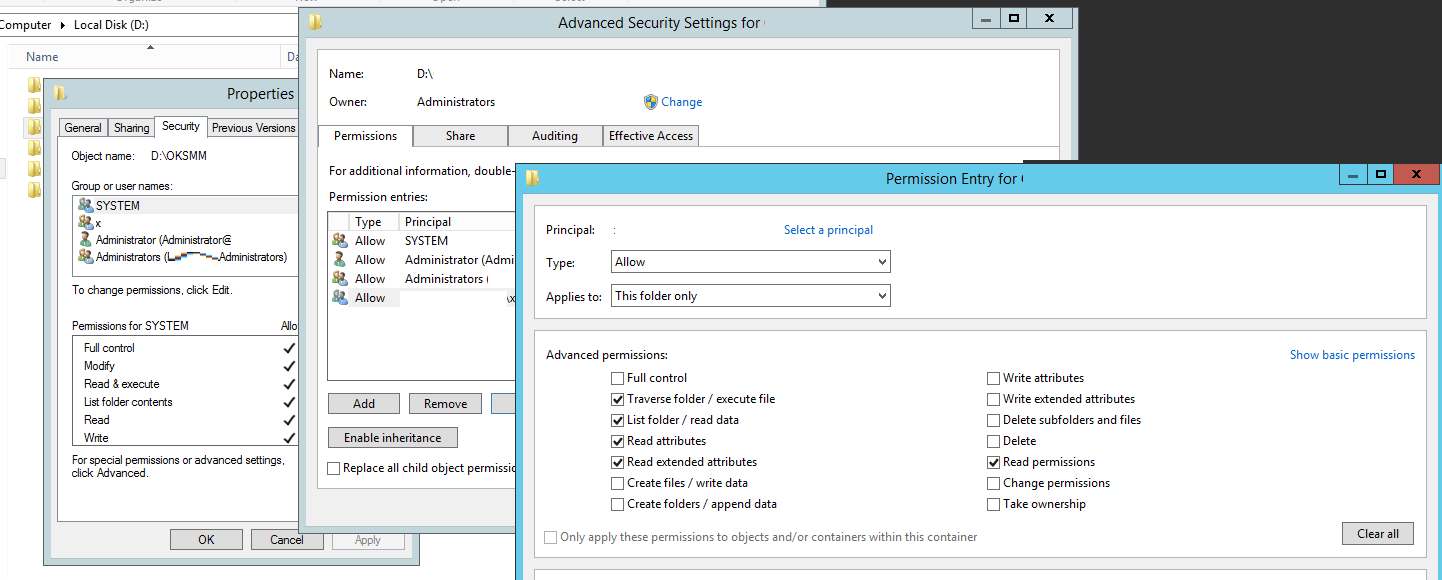 Computer ▸ Local Disk (D:)
Name
Properties
General Sharing Security Previous Versions
Object name: D:\OKSMM
Group or user names:
SYSTEM
x
Administrator (Administrator@
Administrators (L Administrators)
To change permissions, click Edit.
Permissions for SYSTEM Allo
Full control
Modify
Read & execute
List folder contents
Read
Write
For special permissions or advanced settings,
click Advanced.
OK Cancel Apply
Advanced Security Settings for
Name: D:\
Owner: Administrators Change
Permissions Share Auditing Effective Access
For additional information, double-
Permission entries:
Type Principal
Allow SYSTEM
Allow Administrator (Admi
Allow Administrators (
Allow \x
Add Remove
Enable inheritance
Replace all child object permissio
Permission Entry for
Principal: Select a principal
Type: Allow
Applies to: This folder only
Advanced permissions: Show basic permissions
Full control
Traverse folder / execute file
List folder / read data
Read attributes
Read extended attributes
Create files / write data
Create folders / append data
Write attributes
Write extended attributes
Delete subfolders and files
Delete
Read permissions
Change permissions
Take ownership
Only apply these permissions to objects and/or containers within this container
Clear all